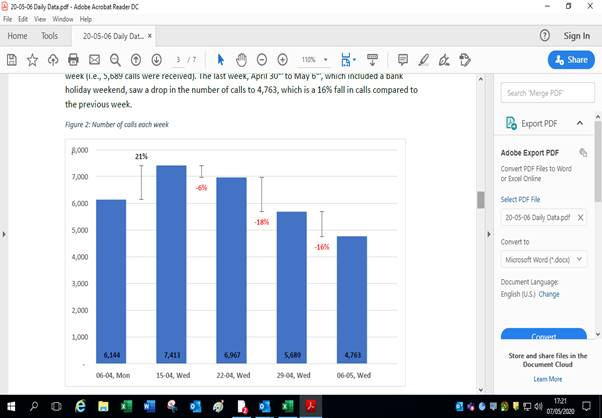 20-05-06 Daily Data.pdf - Adobe Acrobat Reader DC
File Edit View Window Help
Home Tools 20-05-06 Daily Dat... × Sign In
3 / 7 110% Share
week (i.e., 5,689 calls were received). The last week, April 30th to May 6th, which included a bank
holiday weekend, saw a drop in the number of calls to 4,763, which is a 16% fall in calls compared to
the previous week.
Figure 2: Number of calls each week
8,000
7,000
6,000
5,000
4,000
3,000
2,000
1,000
-
21%
-6%
-18%
-16%
6,144 7,413 6,967 5,689 4,763
06-04, Mon 15-04, Wed 22-04, Wed 29-04, Wed 06-05, Wed
Search 'Merge PDF'
Export PDF
Adobe Export PDF
Convert PDF Files to Word
or Excel Online
Select PDF File
20-05-06 Daily Data.pdf ×
Convert to
Microsoft Word (*.docx)
Document Language:
English (U.S.) Change
Convert
Store and share files in the
Document Cloud
Learn More
17:21
07/05/2020